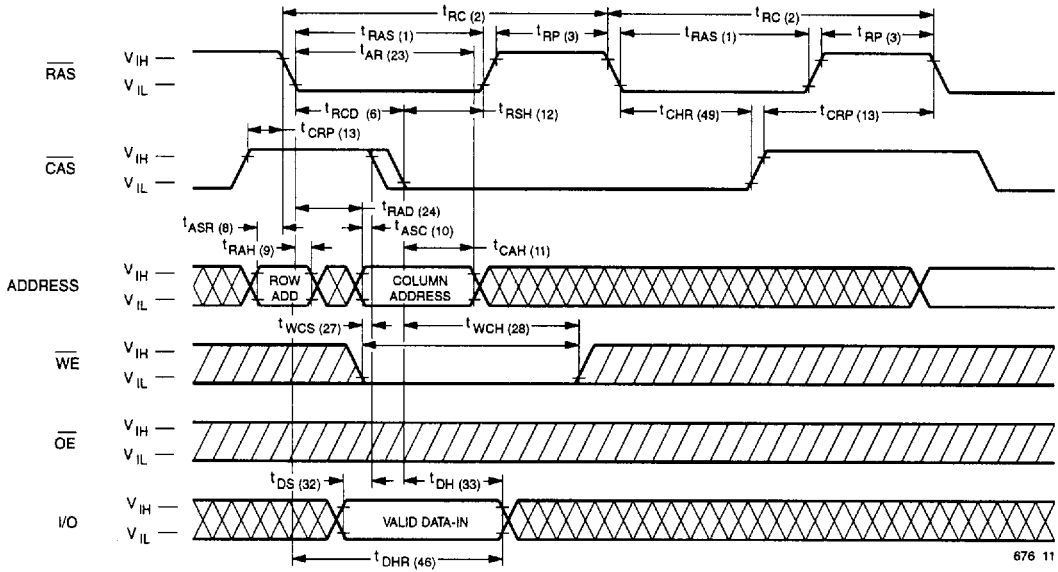 tRC (2) tRC (2)
tRAS (1) tRP (3) tRAS (1) tRP (3)
tAR (23)
RAS
VIH
VIL
tRCD (6) tRSH (12) tCHR (49) tCRP (13)
tCRP (13)
CAS
VIH
VIL
tRAD (24)
tASR (8) tASC (10)
tRAH (9) tCAH (11)
ADDRESS
VIH
VIL
ROW ADD
COLUMN ADDRESS
tWCS (27) tWCH (28)
WE
VIH
VIL
OE
VIH
VIL
tDS (32) tDH (33)
I/O
VIH
VIL
VALID DATA-IN
tDHR (46)
676 11